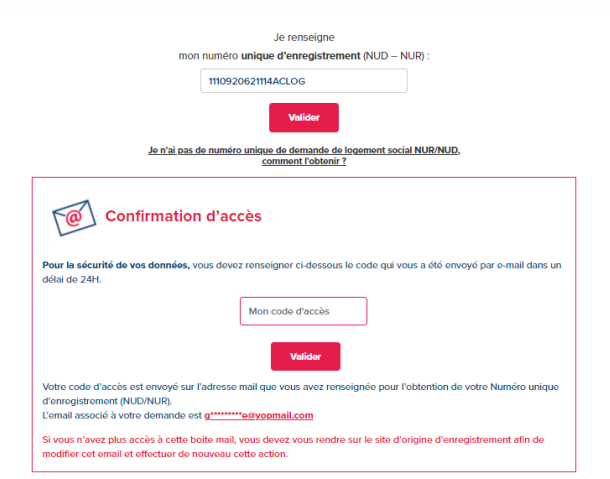 Je renseigne
mon numéro unique d'enregistrement (NUD – NUR) :
1110920621114ACLOG
Valider
Je n'ai pas de numéro unique de demande de logement social NUR/NUD,
comment l'obtenir ?
@
Confirmation d'accès
Pour la sécurité de vos données, vous devez renseigner ci-dessous le code qui vous a été envoyé par e-mail dans un
délai de 24H.
Mon code d'accès
Valider
Votre code d'accès est envoyé sur l'adresse mail que vous avez renseignée pour l'obtention de votre Numéro unique
d'enregistrement (NUD/NUR).
L'email associé à votre demande est g*********e@yopmail.com
Si vous n'avez plus accès à cette boite mail, vous devez vous rendre sur le site d'origine d'enregistrement afin de
modifier cet email et effectuer de nouveau cette action.